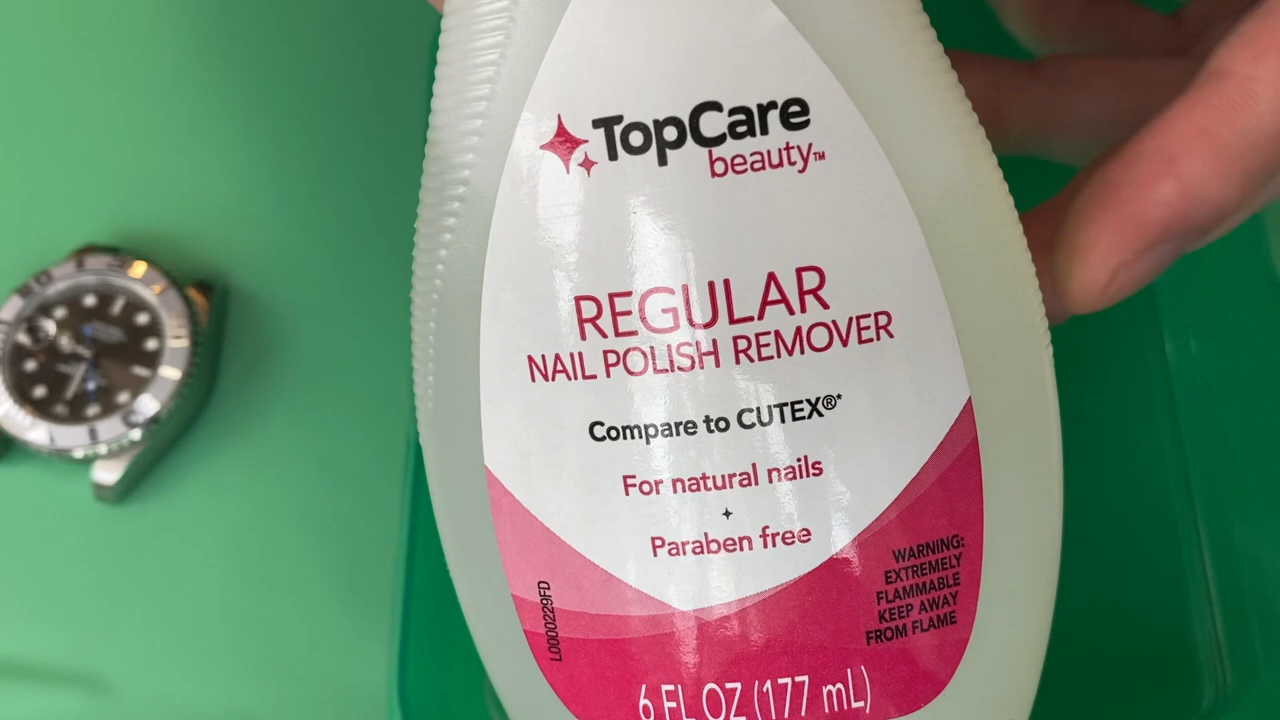 TopCare
beauty™
REGULAR
NAIL POLISH REMOVER
Compare to CUTEX®*
For natural nails
Paraben free
WARNING:
EXTREMELY
FLAMMABLE
KEEP AWAY
FROM FLAME
L0000229FD
6 FL OZ (177 mL)